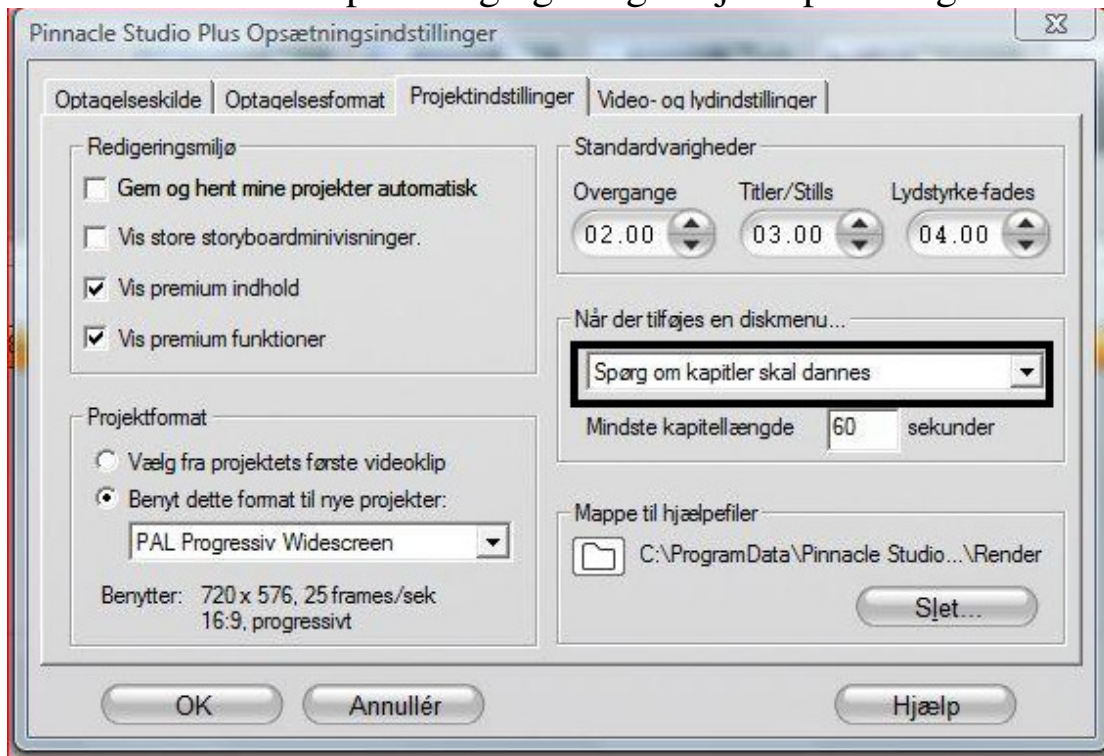 Pinnacle Studio Plus Opsætningsindstillinger
Optagelseskilde
Optagelsesformat
Projektindstillinger
Video- og lydindstillinger
Redigeringsmiljø
Gem og hent mine projekter automatisk
Vis store storyboardminivisninger.
Vis premium indhold
Vis premium funktioner
Projektformat
Vælg fra projektets første videoklip
Benyt dette format til nye projekter:
PAL Progressiv Widescreen
Benytter: 720 x 576, 25 frames/sek
16:9, progressivt
Standardvarigheder
Overgange Titler/Stills Lydstyrke-fades
02.00 03.00 04.00
Når der tilføjes en diskmenu...
Spørg om kapitler skal dannes
Mindste kapitellængde 60 sekunder
Mappe til hjælpefiler
C:\ProgramData\Pinnacle Studio...\Render
Slet...
OK
Annullér
Hjælp